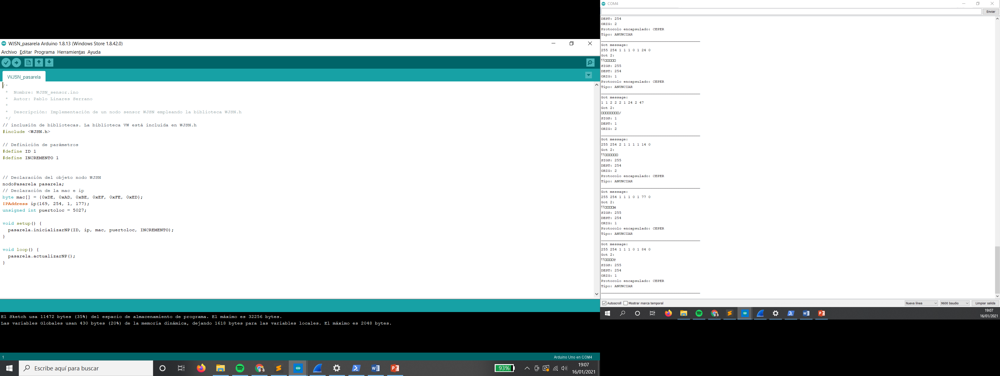 WJSN_pasarela Arduino 1.8.13 (Windows Store 1.8.42.0)
Archivo Editar Programa Herramientas Ayuda
WJSN_pasarela
/*
 *  Nombre: WJSN_sensor.ino
 *  Autor: Pablo Linares Serrano
 *
 *  Descripción: Implementación de un nodo sensor WJSN empleando la biblioteca WJSN.h
 */
// inclusión de bibliotecas. La biblioteca VW está incluida en WJSN.h
#include <WJSN.h>
// Definición de parámetros
#define ID 1
#define INCREMENTO 1
// Declaración del objeto nodo WJSN
nodoPasarela pasarela;
// Declaración de la mac e ip
byte mac[] = {0xDE, 0xAD, 0xBE, 0xEF, 0xFE, 0xED};
IPAddress ip(169, 254, 1, 177);
unsigned int puertoloc = 5027;
void setup() {
  pasarela.inicializarNP(ID, ip, mac, puertoloc, INCREMENTO);
}
void loop() {
  pasarela.actualizarNP();
}
El Sketch usa 11472 bytes (35%) del espacio de almacenamiento de programa. El máximo es 32256 bytes.
Las variables Globales usan 430 bytes (20%) de la memoria dinámica, dejando 1618 bytes para las variables locales. El máximo es 2048 bytes.
1
Arduino Uno en COM4
Escribe aquí para buscar
93%
19:07
16/01/2021
COM4
Enviar
DEST: 254
ORIG: 2
Protocolo encapsulado: CEPER
Tipo: ANUNCIAR
Got message:
255 254 1 1 1 0 1 24 0
Got 2:
⸮⸮□□□□□
SIGS: 255
DEST: 254
ORIG: 1
Protocolo encapsulado: CEPER
Tipo: ANUNCIAR
Got message:
1 1 2 2 2 1 24 2 47
Got 2:
□□□□□□□□/
SIGS: 1
DEST: 1
ORIG: 2
Got message:
255 254 2 1 1 1 1 14 0
Got 2:
⸮⸮□□□□□□
SIGS: 255
DEST: 254
ORIG: 2
Protocolo encapsulado: CEPER
Tipo: ANUNCIAR
Got message:
255 254 1 1 1 0 1 77 0
Got 2:
⸮⸮□□□□M
SIGS: 255
DEST: 254
ORIG: 1
Protocolo encapsulado: CEPER
Tipo: ANUNCIAR
Got message:
255 254 1 1 1 0 1 84 0
Got 2:
⸮⸮□□□□T
SIGS: 255
DEST: 254
ORIG: 1
Protocolo encapsulado: CEPER
Tipo: ANUNCIAR
Autoscroll Mostrar marca temporal
Nueva línea
9600 baudio
Limpiar salida
19:07
16/01/2021